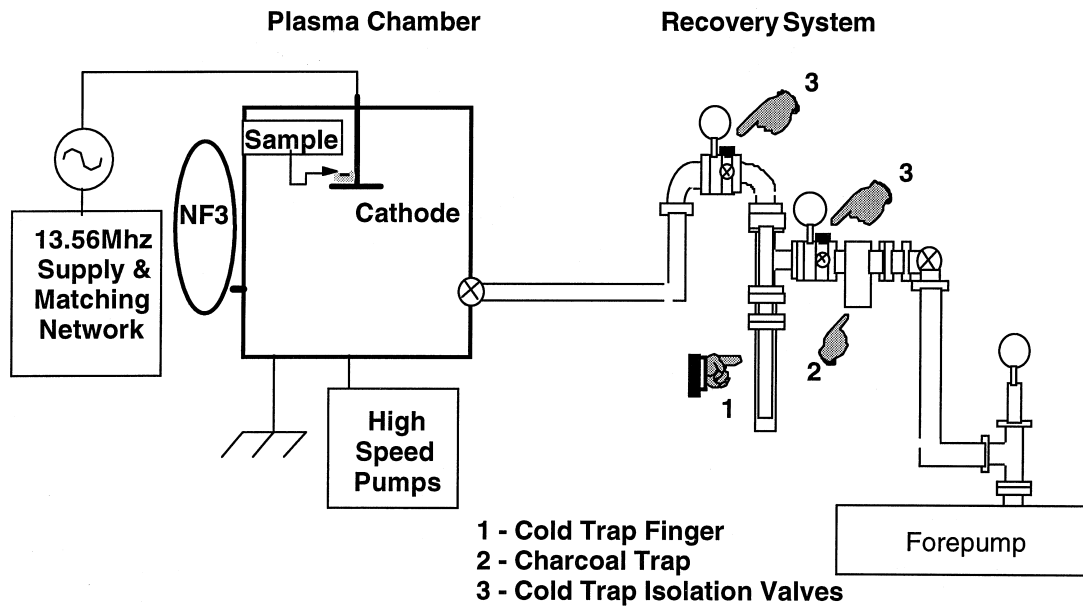 Plasma Chamber
Recovery System
Sample
Cathode
NF3
13.56Mhz
Supply &
Matching
Network
High
Speed
Pumps
3
3
2
1
Forepump
1 - Cold Trap Finger
2 - Charcoal Trap
3 - Cold Trap Isolation Valves